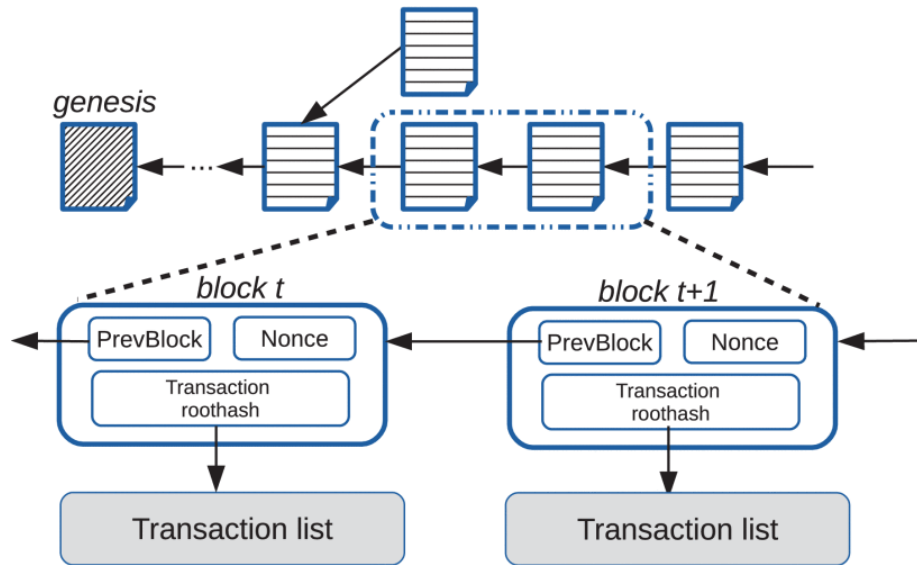 genesis
...
block t
block t+1
PrevBlock
Nonce
PrevBlock
Nonce
Transaction
roothash
Transaction
roothash
Transaction list
Transaction list